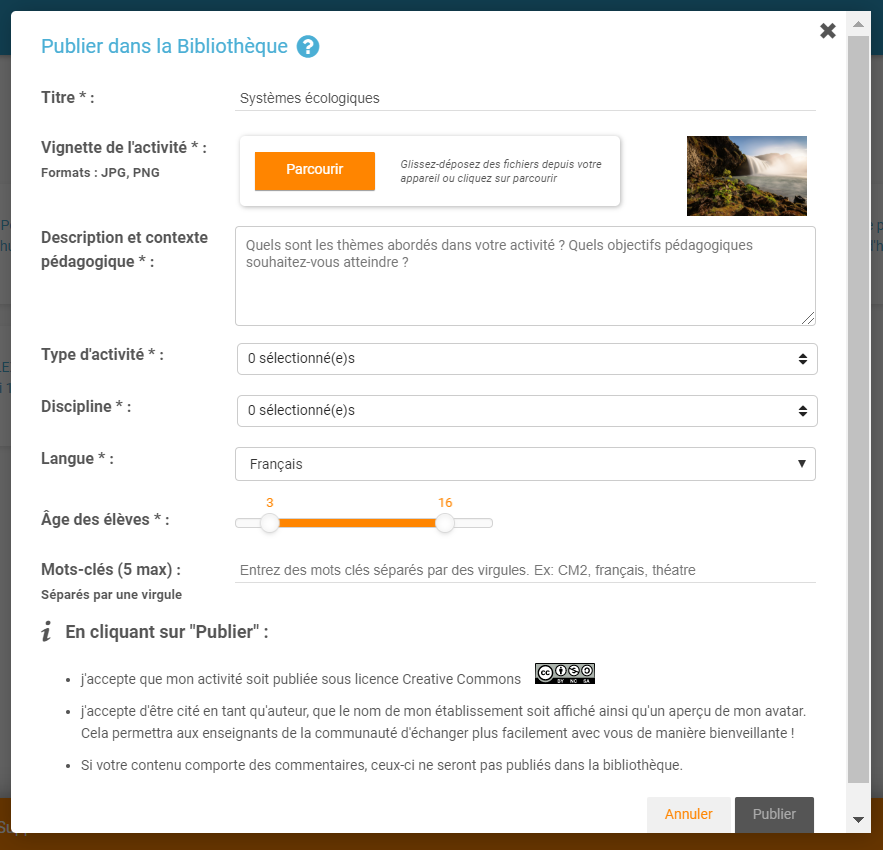 Publier dans la Bibliothèque ?
Titre * :
Systèmes écologiques
Vignette de l'activité * :
Formats : JPG, PNG
Parcourir
Glissez-déposez des fichiers depuis votre
appareil ou cliquez sur parcourir
Description et contexte
pédagogique * :
Quels sont les thèmes abordés dans votre activité ? Quels objectifs pédagogiques
souhaitez-vous atteindre ?
Type d'activité * :
0 sélectionné(e)s
Discipline * :
0 sélectionné(e)s
Langue * :
Français
Âge des élèves * :
3
16
Mots-clés (5 max) :
Séparés par une virgule
Entrez des mots clés séparés par des virgules. Ex: CM2, français, théatre
i En cliquant sur "Publier" :
j'accepte que mon activité soit publiée sous licence Creative Commons
cc
BY NC SA
j'accepte d'être cité en tant qu'auteur, que le nom de mon établissement soit affiché ainsi qu'un aperçu de mon avatar.
Cela permettra aux enseignants de la communauté d'échanger plus facilement avec vous de manière bienveillante !
Si votre contenu comporte des commentaires, ceux-ci ne seront pas publiés dans la bibliothèque.
Annuler
Publier